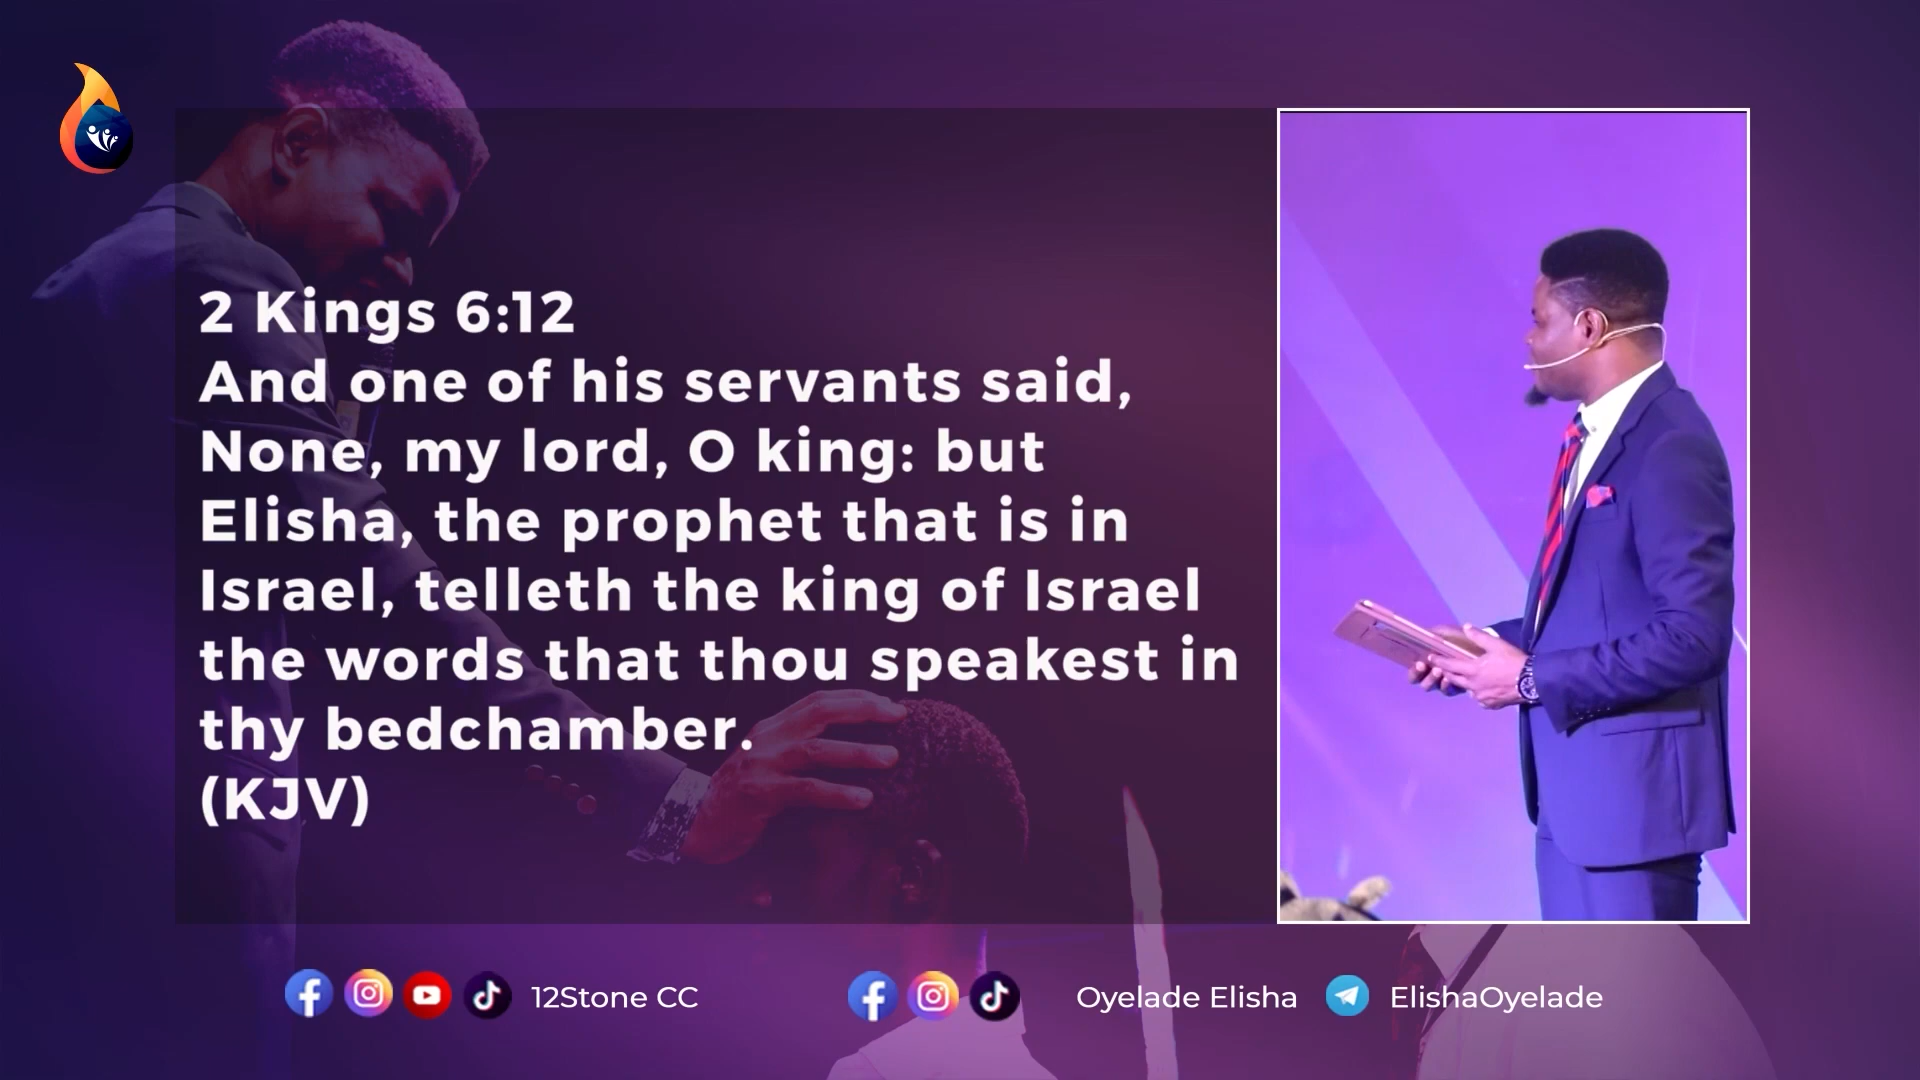 2 Kings 6:12
And one of his servants said,
None, my lord, O king: but
Elisha, the prophet that is in
Israel, telleth the king of Israel
the words that thou speakest in
thy bedchamber.
(KJV)
12Stone CC
Oyelade Elisha
ElishaOyelade